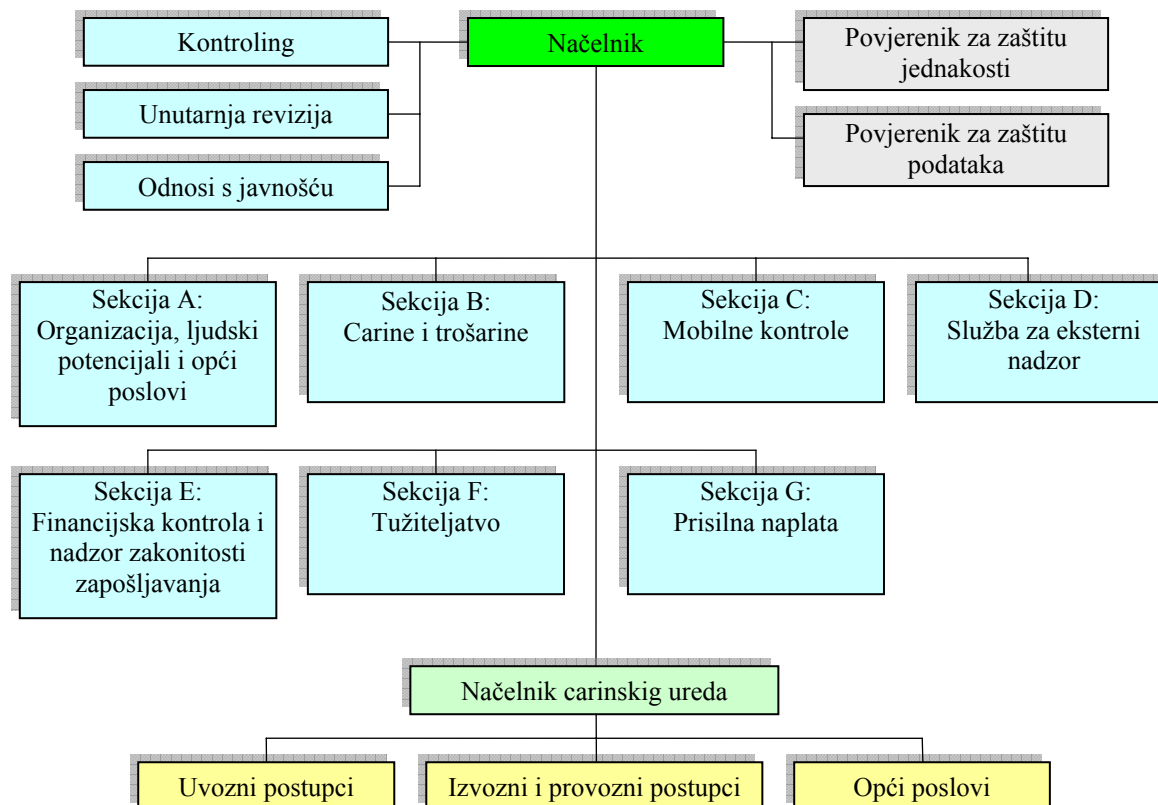 Kontroling
Načelnik
Povjerenik za zaštitu
jednakosti
Unutarnja revizija
Povjerenik za zaštitu
podataka
Odnosi s javnošću
Sekcija A:
Organizacija, ljudski
potencijali i opći
poslovi
Sekcija B:
Carine i trošarine
Sekcija C:
Mobilne kontrole
Sekcija D:
Služba za eksterni
nadzor
Sekcija E:
Financijska kontrola i
nadzor zakonitosti
zapošljavanja
Sekcija F:
Tužiteljatvo
Sekcija G:
Prisilna naplata
Načelnik carinskig ureda
Uvozni postupci
Izvozni i provozni postupci
Opći poslovi